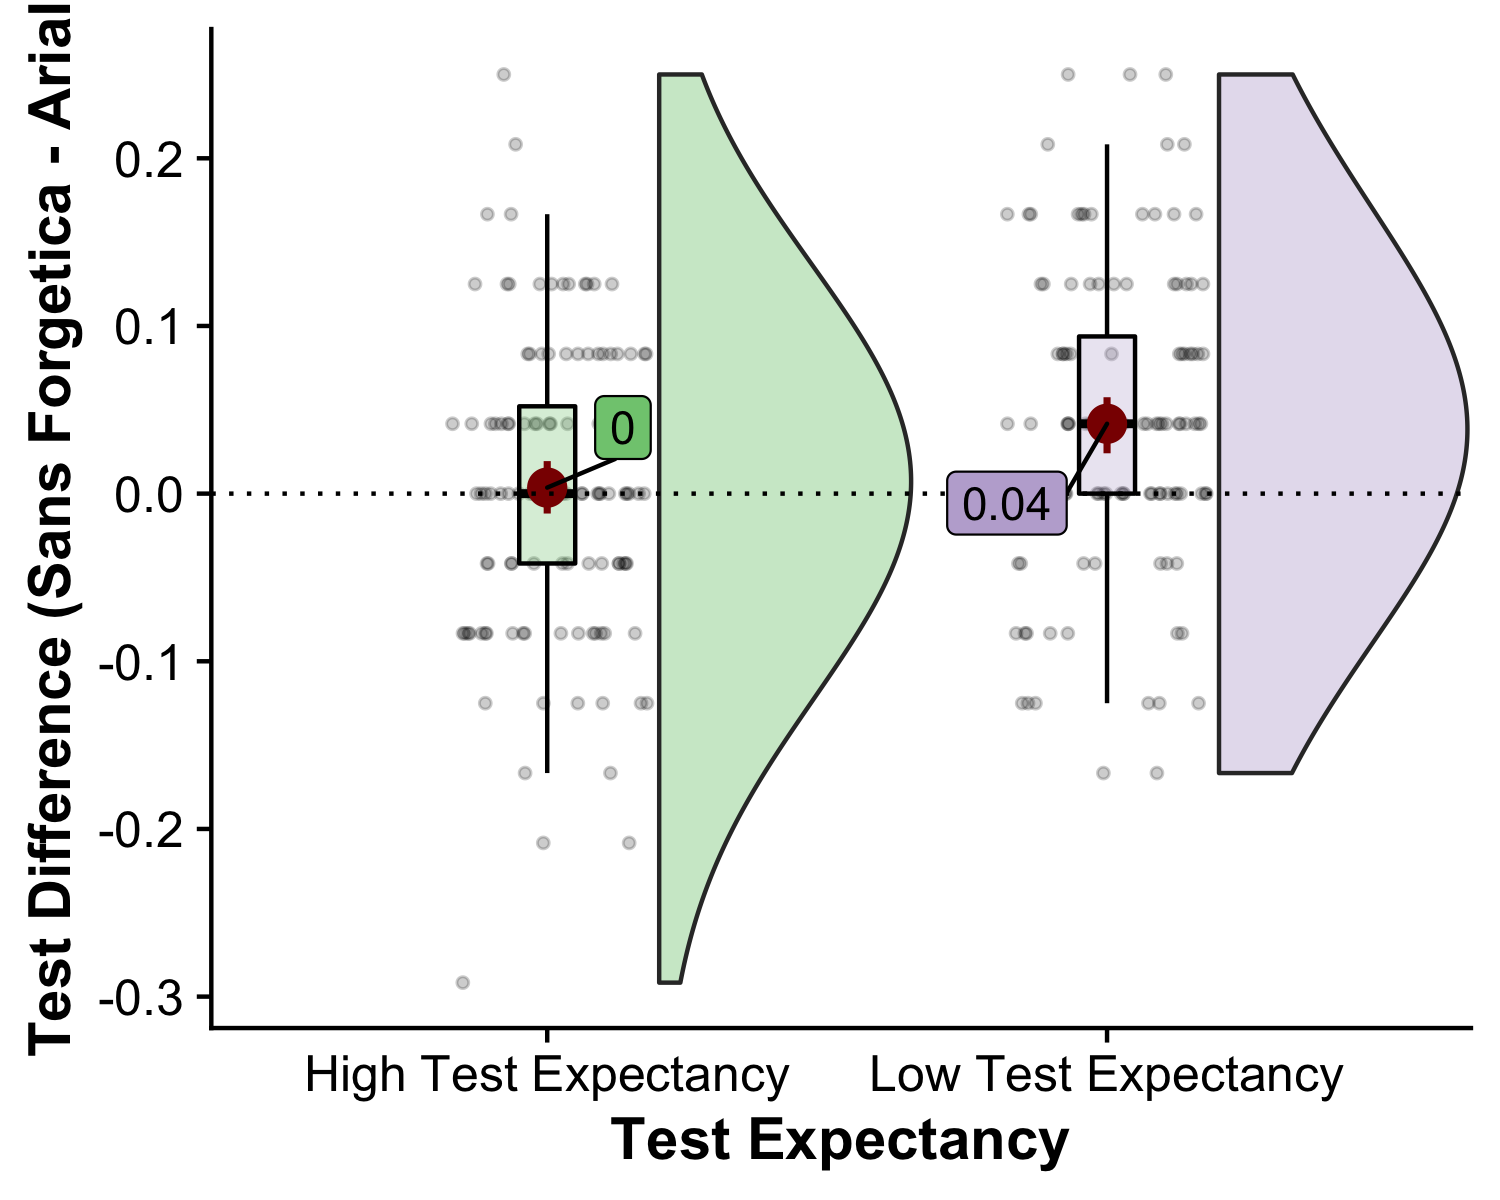 Test Difference (Sans Forgetica - Arial
0.2
0.1
0.0
-0.1
-0.2
-0.3
0
0.04
High Test Expectancy
Low Test Expectancy
Test Expectancy